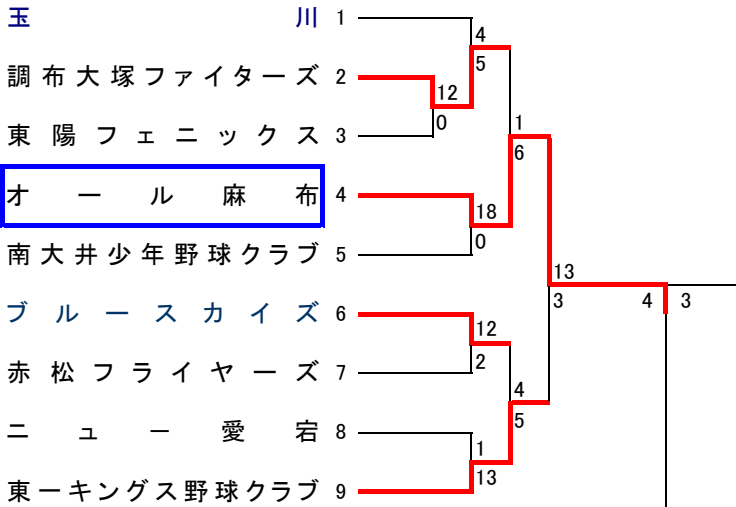 玉川 1
4
調布大塚ファイターズ 2
5
12
0
東陽フェニックス 3
1
6
オール麻布 4
18
0
南大井少年野球クラブ 5
13
3
4 3
ブルースカイズ 6
12
2
赤松フライヤーズ 7
4
5
ニュー愛宕 8
1
13
東一キングス野球クラブ 9